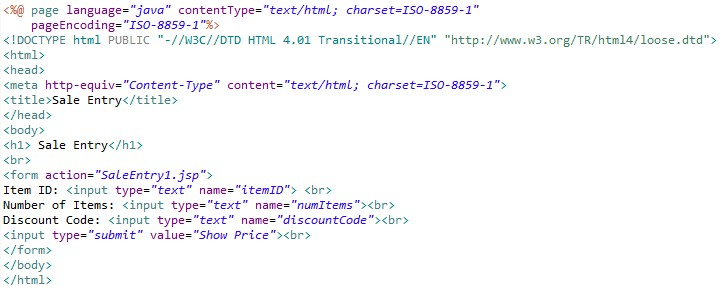 <%@ page language="java" contentType="text/html; charset=ISO-8859-1"
    pageEncoding="ISO-8859-1"%>
<!DOCTYPE html PUBLIC "-//W3C//DTD HTML 4.01 Transitional//EN" "http://www.w3.org/TR/html4/loose.dtd">
<html>
<head>
<meta http-equiv="Content-Type" content="text/html; charset=ISO-8859-1">
<title>Sale Entry</title>
</head>
<body>
<h1> Sale Entry</h1>
<br>
<form action="SaleEntry1.jsp">
Item ID: <input type="text" name="itemID"> <br>
Number of Items: <input type="text" name="numItems"><br>
Discount Code: <input type="text" name="discountCode"><br>
<input type="submit" value="Show Price"><br>
</form>
</body>
</html>